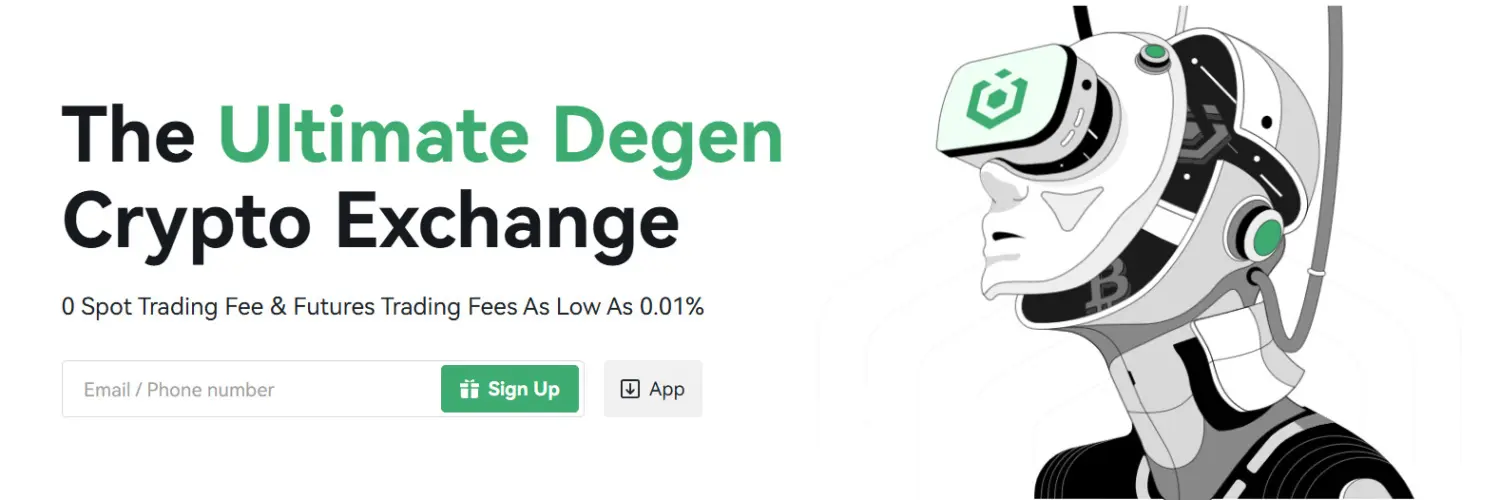 The Ultimate Degen
Crypto Exchange
0 Spot Trading Fee & Futures Trading Fees As Low As 0.01%
Email / Phone number
Sign Up
App